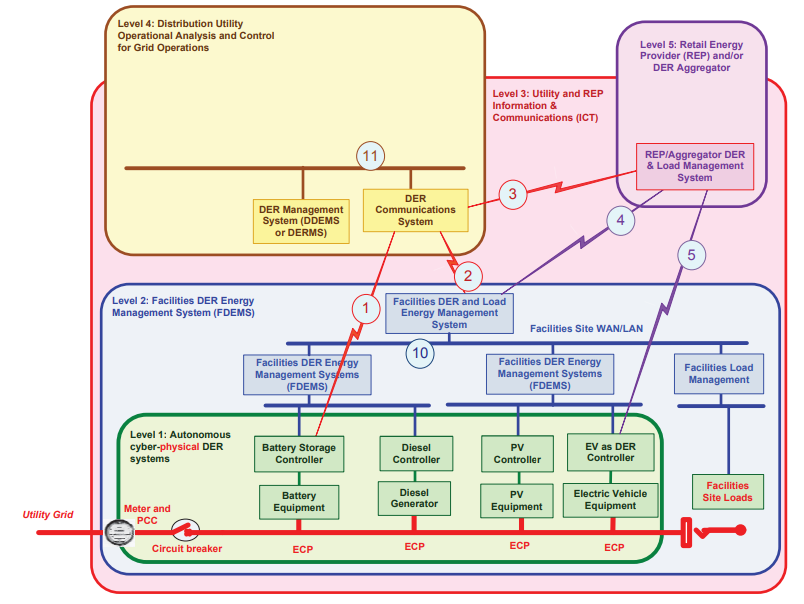 Level 4: Distribution Utility
Operational Analysis and Control
for Grid Operations
Level 5: Retail Energy
Provider (REP) and/or
DER Aggregator
Level 3: Utility and REP
Information &
Communications (ICT)
11
REP/Aggregator DER
& Load Management
System
3
DER Management
System (DDEMS
or DERMS)
DER
Communications
System
4
5
2
1
Level 2: Facilities DER Energy
Management System (FDEMS)
Facilities DER and Load
Energy Management
System
Facilities Site WAN/LAN
10
Facilities DER Energy
Management Systems
(FDEMS)
Facilities DER Energy
Management Systems
(FDEMS)
Facilities Load
Management
Level 1: Autonomous
cyber-physical DER
systems
Battery Storage
Controller
Diesel
Controller
PV
Controller
EV as DER
Controller
Battery
Equipment
Diesel
Generator
PV
Equipment
Electric Vehicle
Equipment
Facilities
Site Loads
Utility Grid
Meter and
PCC
Circuit breaker
ECP
ECP
ECP
ECP